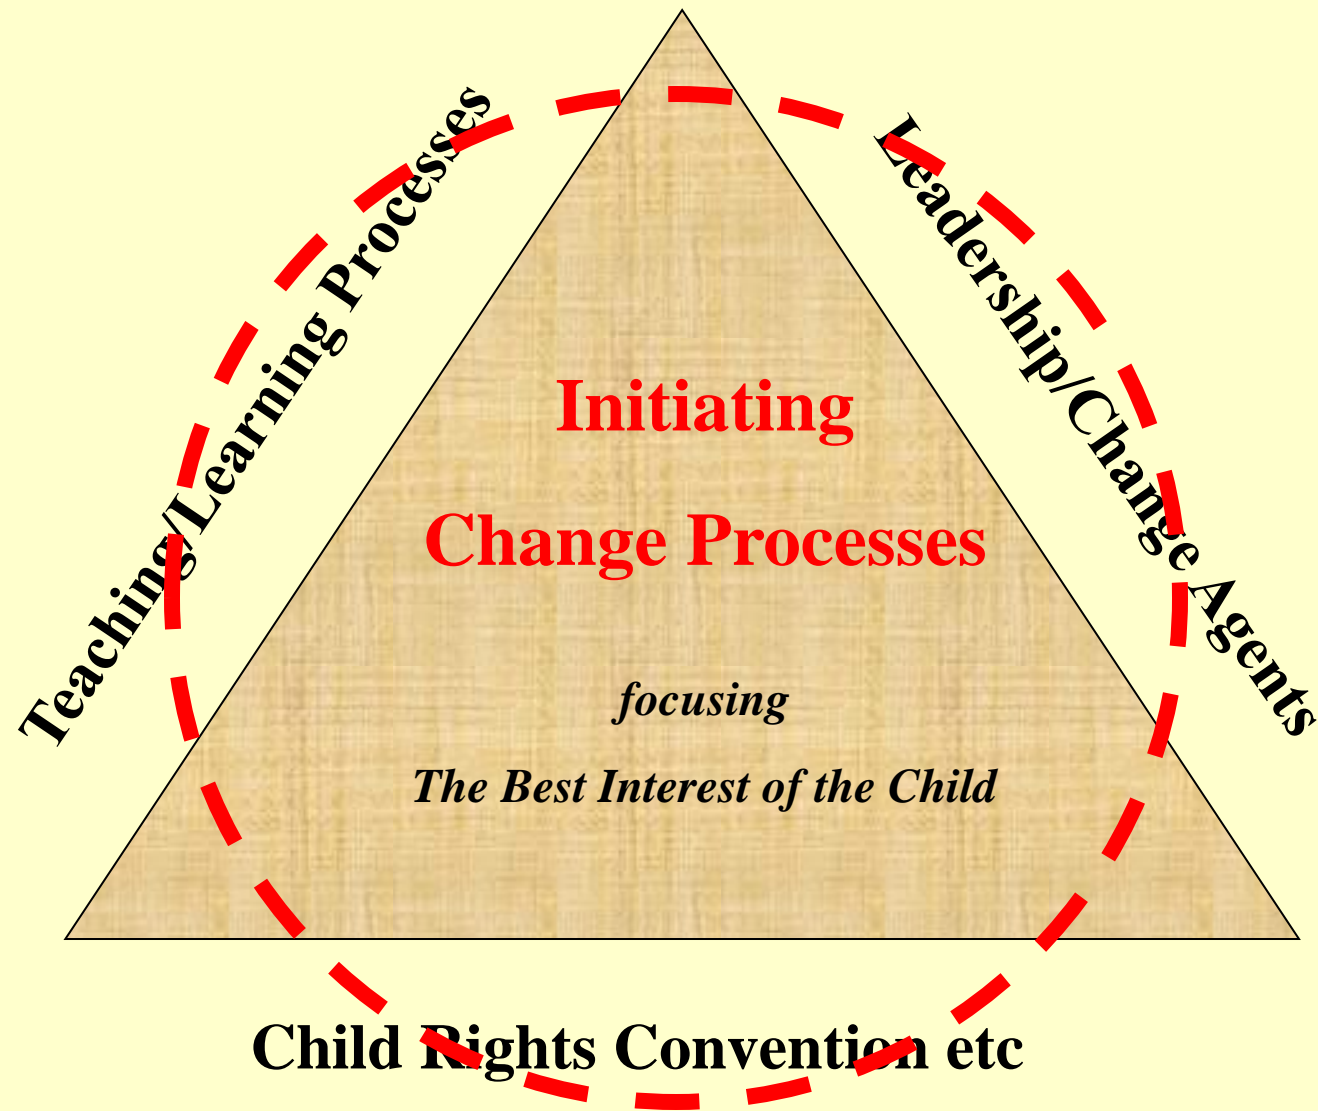 Teaching/Learning Processes
Leadership/Change Agents
Initiating
Change Processes
focusing
The Best Interest of the Child
Child Rights Convention etc